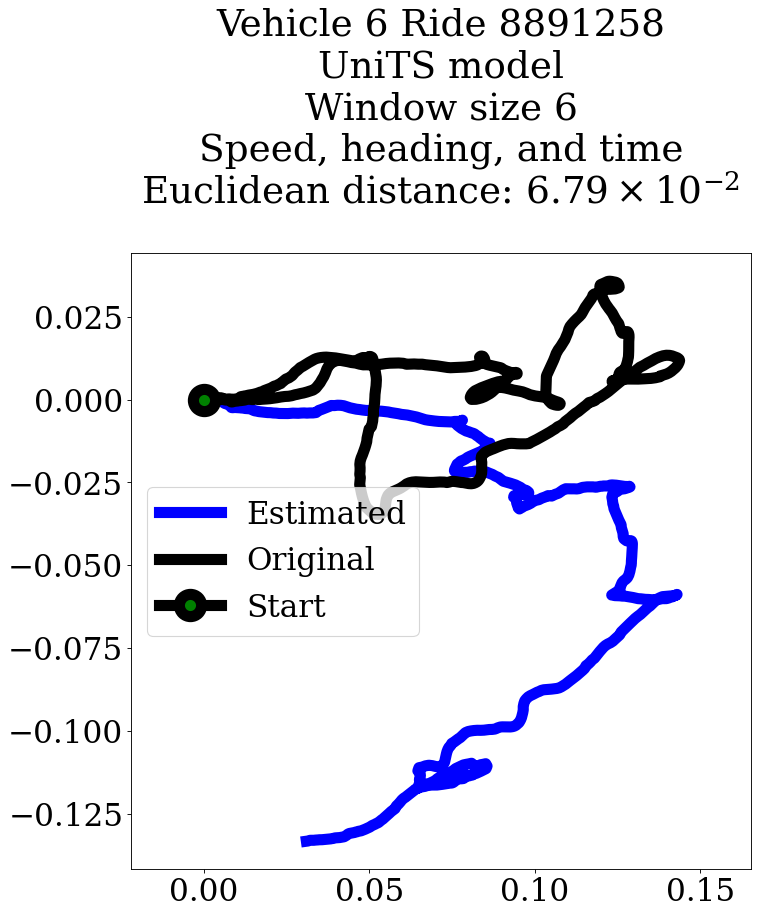 Vehicle 6 Ride 8891258
UniTS model
Window size 6
Speed, heading, and time
Euclidean distance: 6.79 × 10⁻²
0.025
0.000
−0.025
−0.050
−0.075
−0.100
−0.125
Estimated
Original
Start
0.00 0.05 0.10 0.15